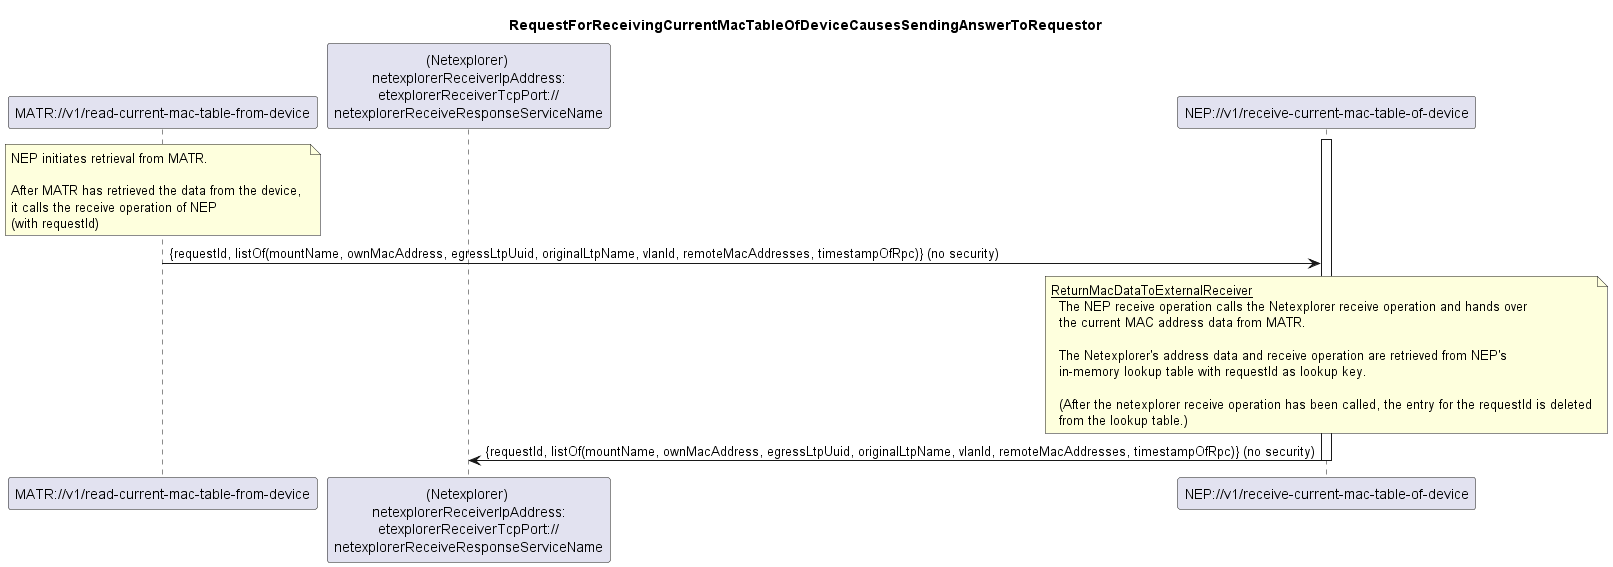 RequestForReceivingCurrentMacTableOfDeviceCausesSendingAnswerToRequestor
MATR://v1/read-current-mac-table-from-device
(Netexplorer)
netexplorerReceiverIpAddress:
etexplorerReceiverTcpPort://
netexplorerReceiveResponseServiceName
NEP://v1/receive-current-mac-table-of-device
NEP initiates retrieval from MATR.
After MATR has retrieved the data from the device,
it calls the receive operation of NEP
(with requestId)
{requestId, listOf(mountName, ownMacAddress, egressLtpUuid, originalLtpName, vlanId, remoteMacAddresses, timestampOfRpc)} (no security)
ReturnMacDataToExternalReceiver
The NEP receive operation calls the Netexplorer receive operation and hands over
the current MAC address data from MATR.
The Netexplorer's address data and receive operation are retrieved from NEP's
in-memory lookup table with requestId as lookup key.
(After the netexplorer receive operation has been called, the entry for the requestId is deleted
from the lookup table.)
{requestId, listOf(mountName, ownMacAddress, egressLtpUuid, originalLtpName, vlanId, remoteMacAddresses, timestampOfRpc)} (no security)
MATR://v1/read-current-mac-table-from-device
(Netexplorer)
netexplorerReceiverIpAddress:
etexplorerReceiverTcpPort://
netexplorerReceiveResponseServiceName
NEP://v1/receive-current-mac-table-of-device